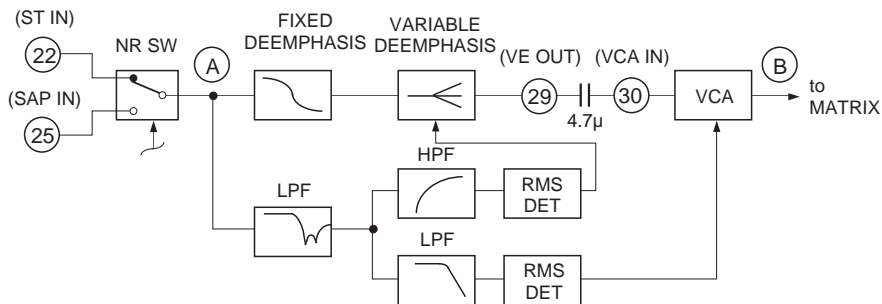 (ST IN)
22
NR SW
(SAP IN)
25
A
FIXED
DEEMPHASIS
VARIABLE
DEEMPHASIS
(VE OUT)
29
4.7μ
(VCA IN)
30
VCA
B
to
MATRIX
LPF
HPF
RMS
DET
LPF
RMS
DET